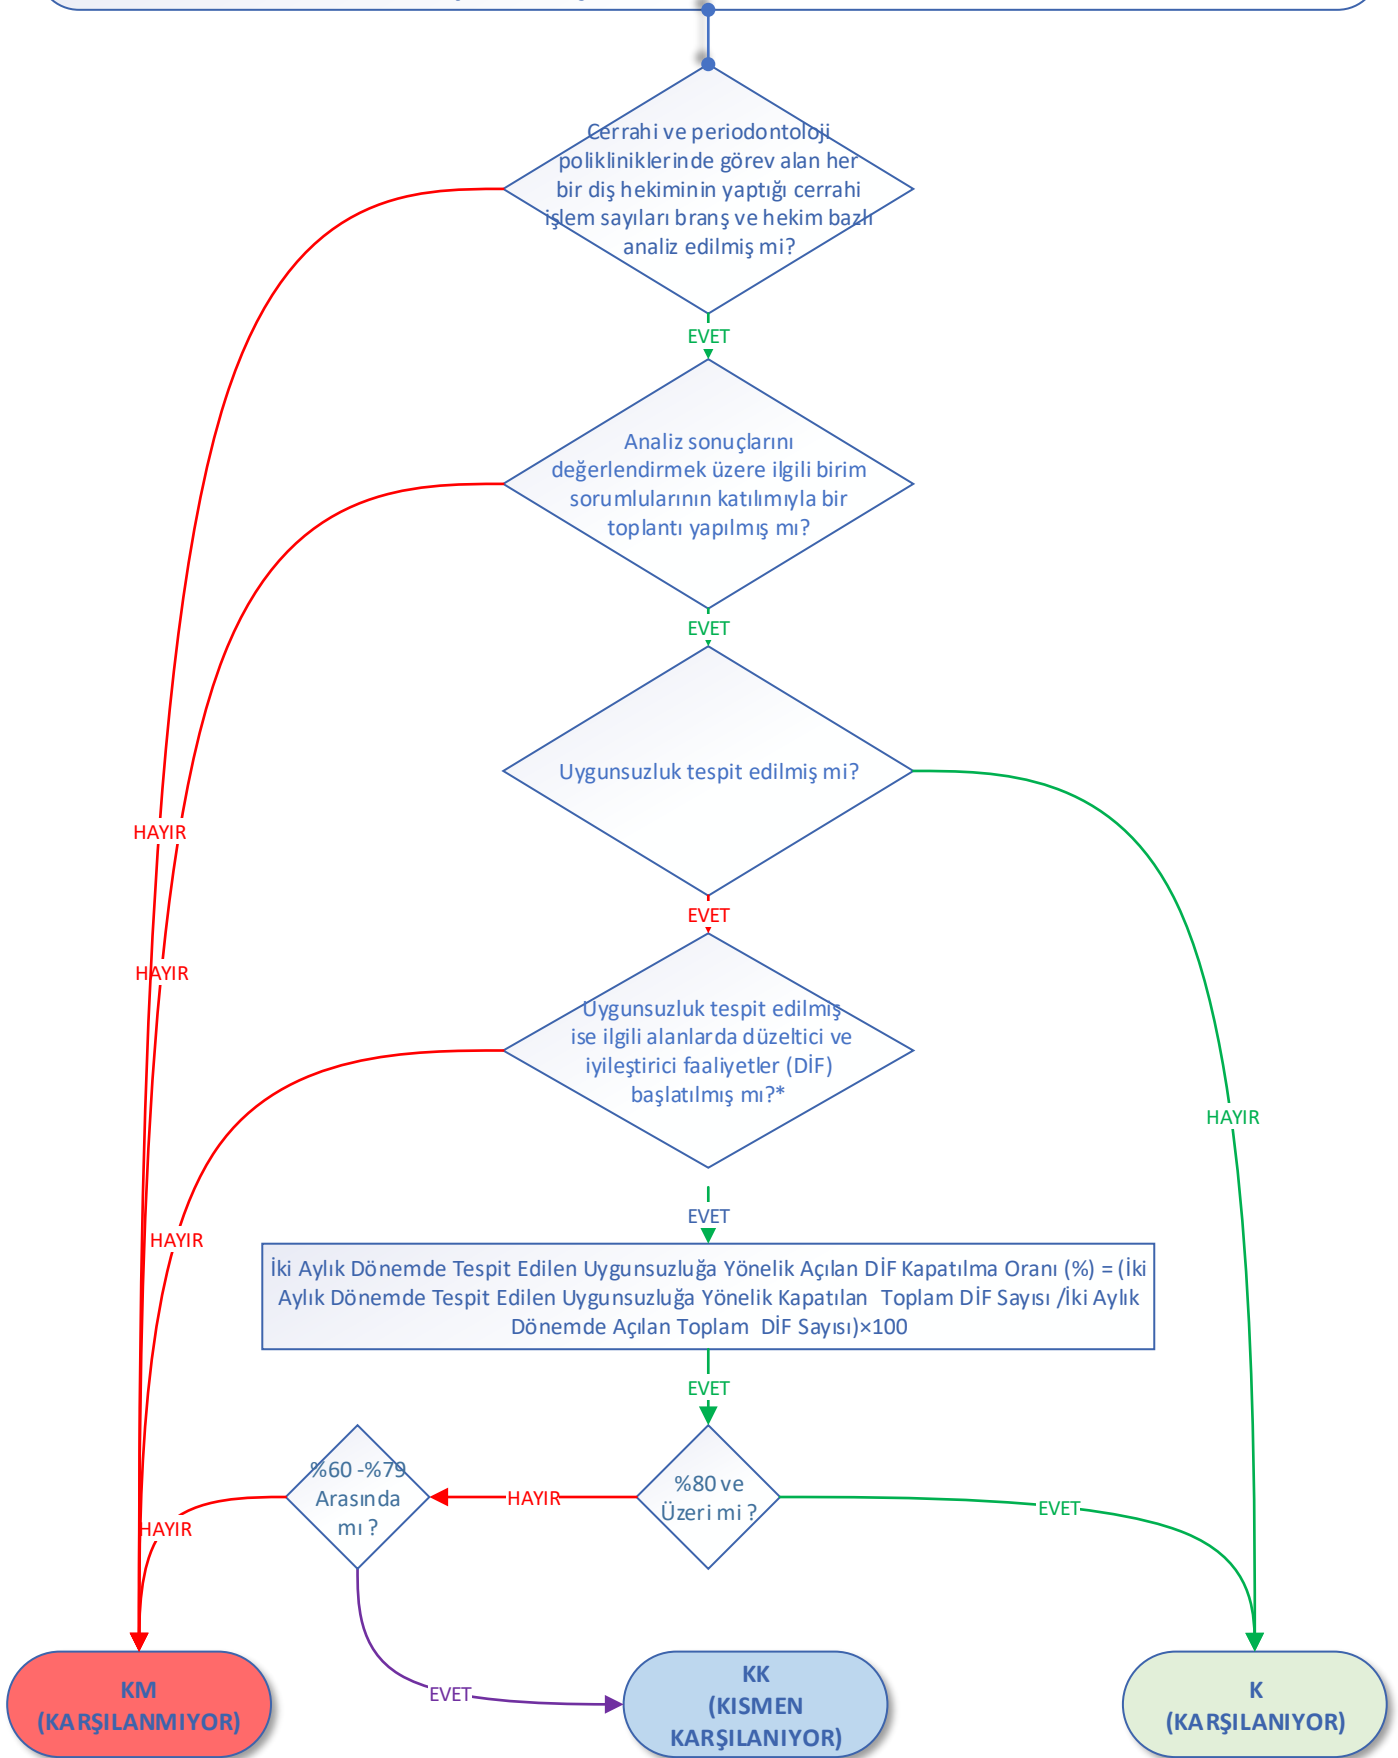 Cerrahi ve periodontoloji
polikliniklerinde görev alan her
bir diş hekiminin yaptığı cerrahi
işlem sayıları branş ve hekim bazlı
analiz edilmiş mi?
EVET
Analiz sonuçlarını
değerlendirmek üzere ilgili birim
sorumlularının katılımıyla bir
toplantı yapılmış mı?
EVET
Uygunsuzluk tespit edilmiş mi?
HAYIR
EVET
HAYIR
Uygunsuzluk tespit edilmiş
ise ilgili alanlarda düzeltici ve
iyileştirici faaliyetler (DİF)
başlatılmış mı?*
HAYIR
EVET
HAYIR
İki Aylık Dönemde Tespit Edilen Uygunsuzluğa Yönelik Açılan DİF Kapatılma Oranı (%) = (İki
Aylık Dönemde Tespit Edilen Uygunsuzluğa Yönelik Kapatılan Toplam DİF Sayısı /İki Aylık
Dönemde Açılan Toplam DİF Sayısı)×100
EVET
%60 -%79
Arasında
mı ?
HAYIR
%80 ve
Üzeri mi ?
EVET
HAYIR
EVET
KM
(KARŞILANMIYOR)
KK
(KISMEN
KARŞILANIYOR)
K
(KARŞILANIYOR)